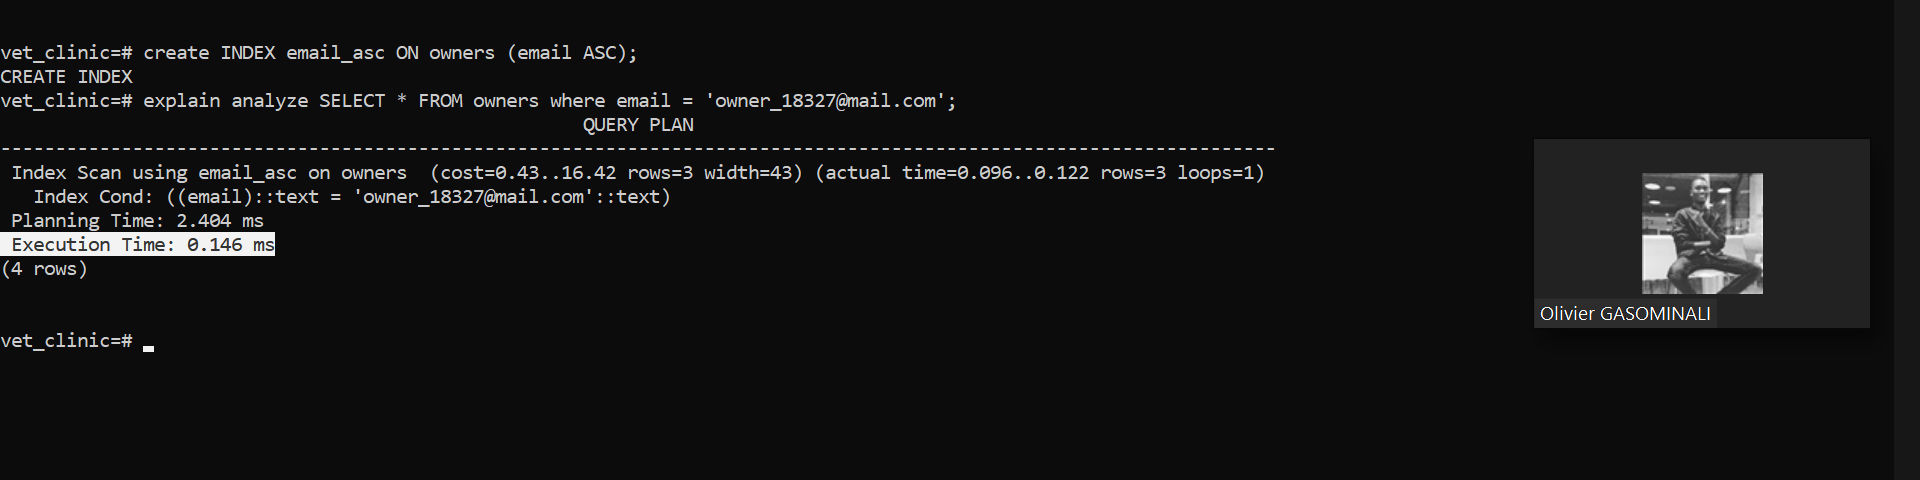 vet_clinic=# create INDEX email_asc ON owners (email ASC);
CREATE INDEX
vet_clinic=# explain analyze SELECT * FROM owners where email = 'owner_18327@mail.com';
QUERY PLAN
--------------------------------------------------------------------------------------------------------------------
Index Scan using email_asc on owners  (cost=0.43..16.42 rows=3 width=43) (actual time=0.096..0.122 rows=3 loops=1)
Index Cond: ((email)::text = 'owner_18327@mail.com'::text)
Planning Time: 2.404 ms
Execution Time: 0.146 ms
(4 rows)
vet_clinic=#
Olivier GASOMINALI